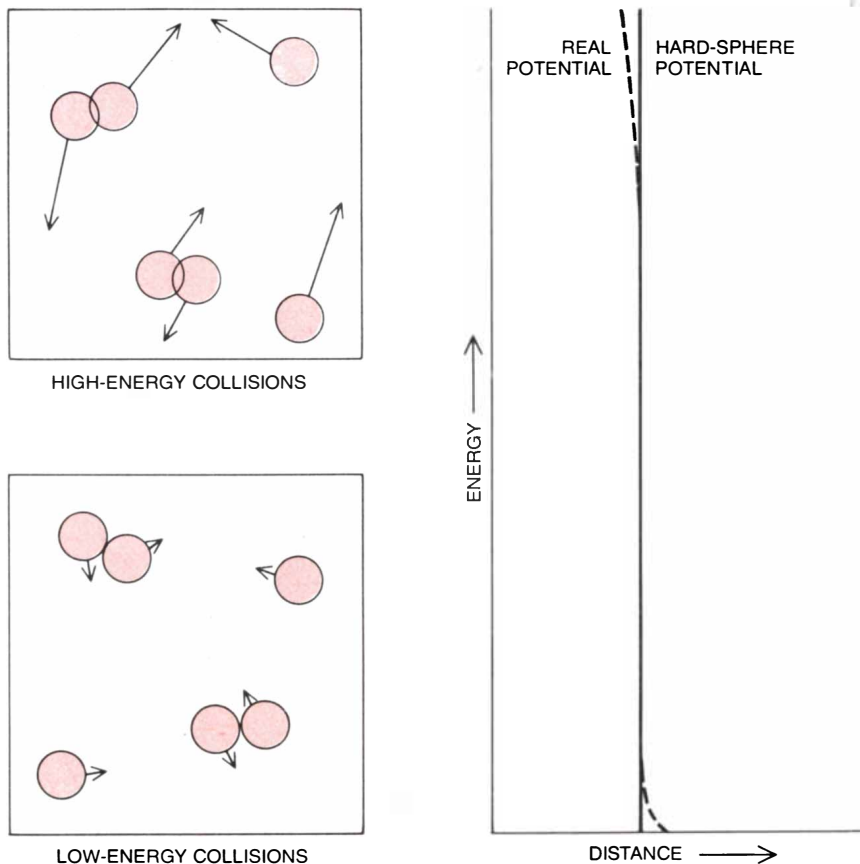 HIGH-ENERGY COLLISIONS
LOW-ENERGY COLLISIONS
REAL
POTENTIAL
HARD-SPHERE
POTENTIAL
ENERGY
DISTANCE